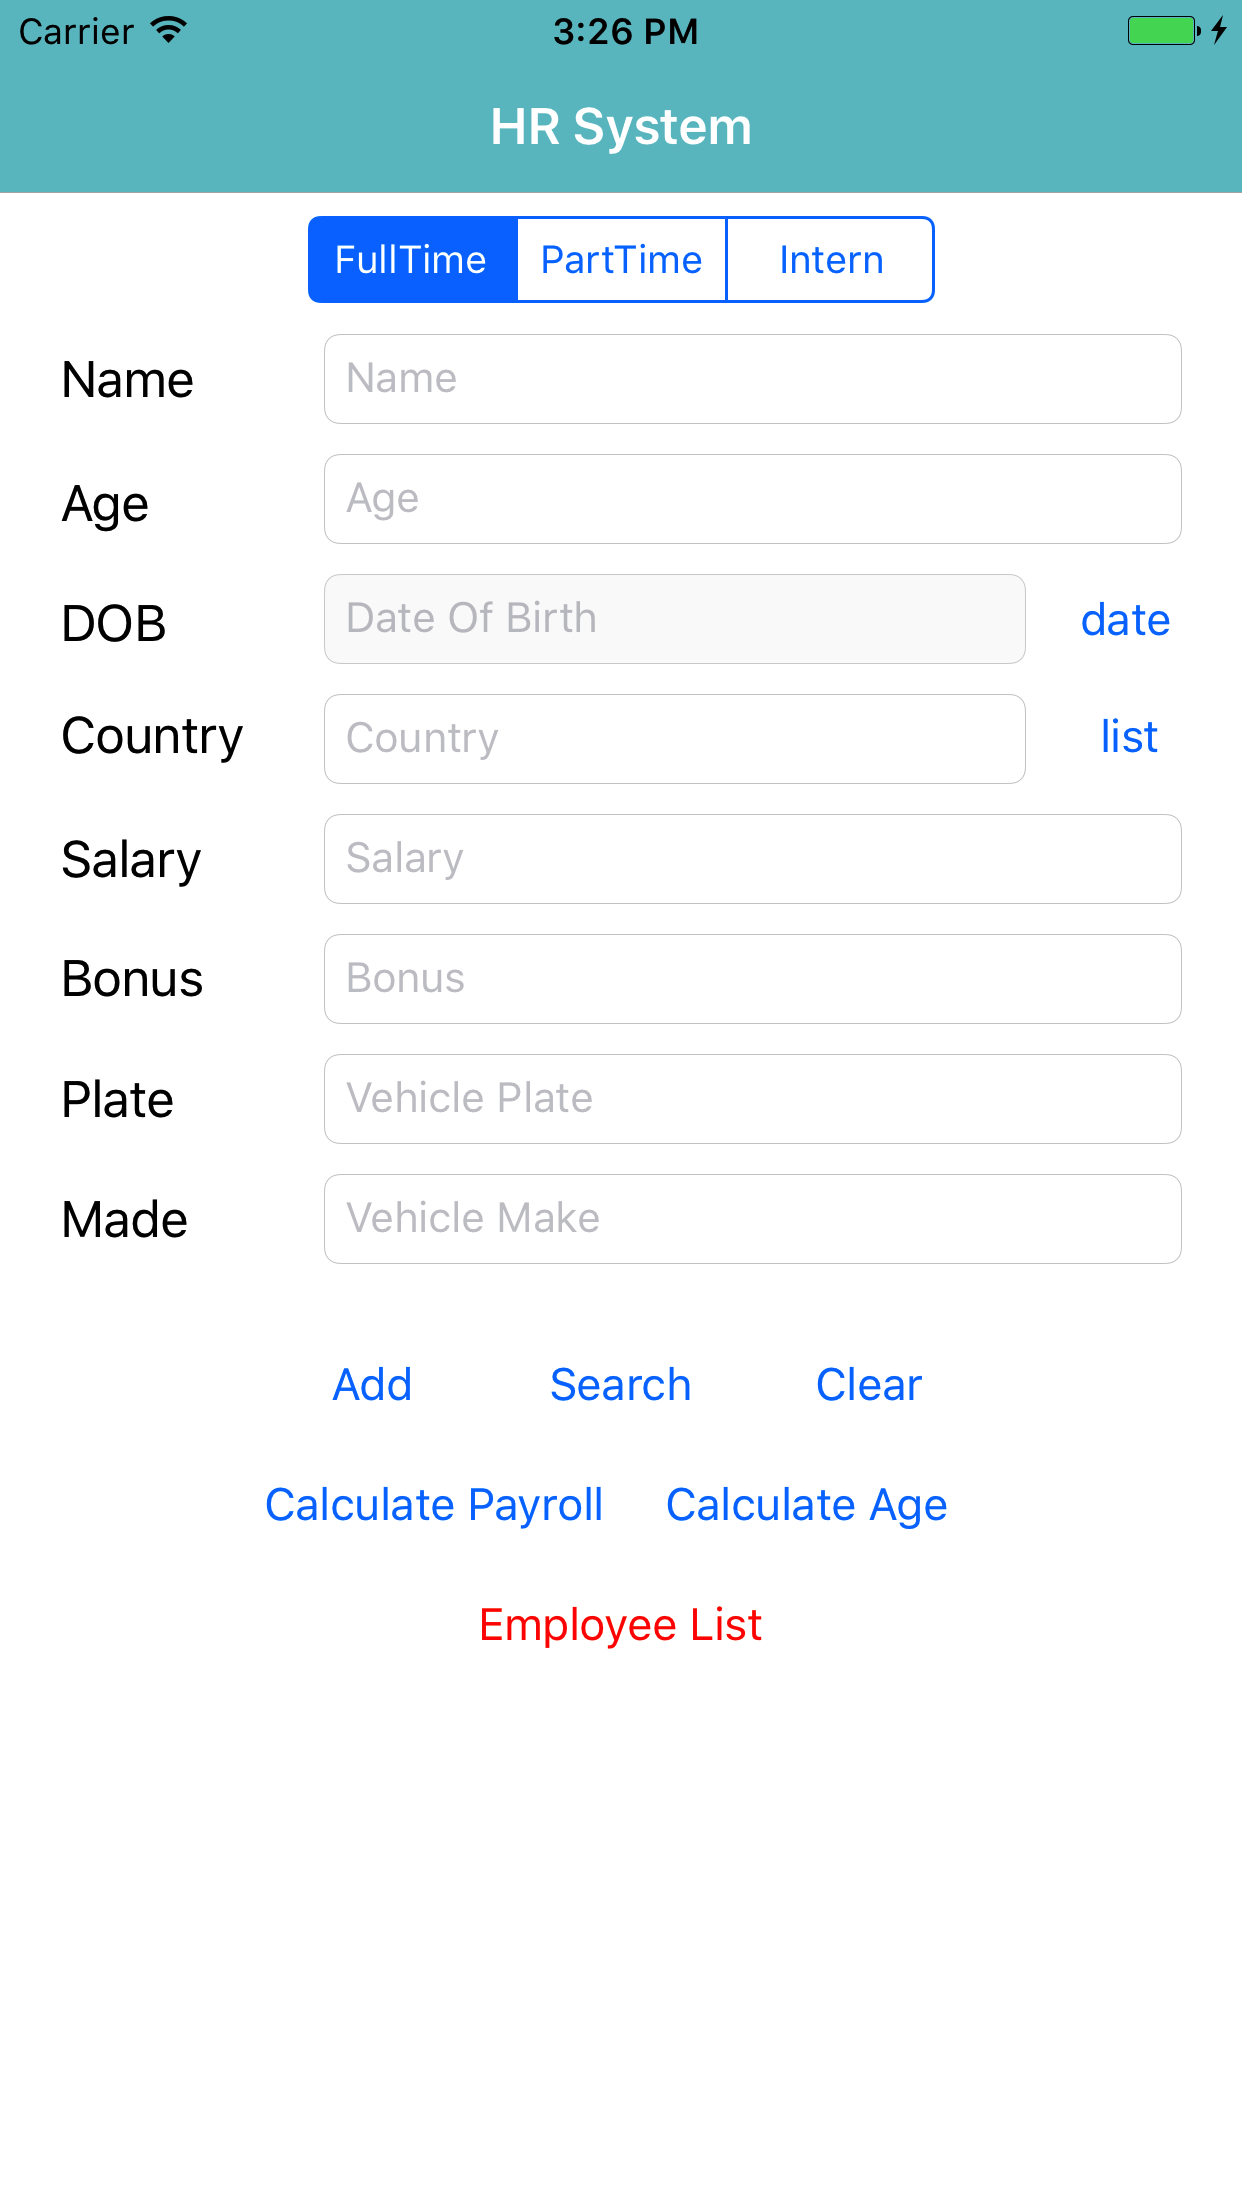 Carrier 3:26 PM
HR System
FullTime PartTime Intern
Name Name
Age Age
DOB Date Of Birth date
Country Country list
Salary Salary
Bonus Bonus
Plate Vehicle Plate
Made Vehicle Make
Add Search Clear
Calculate Payroll Calculate Age
Employee List